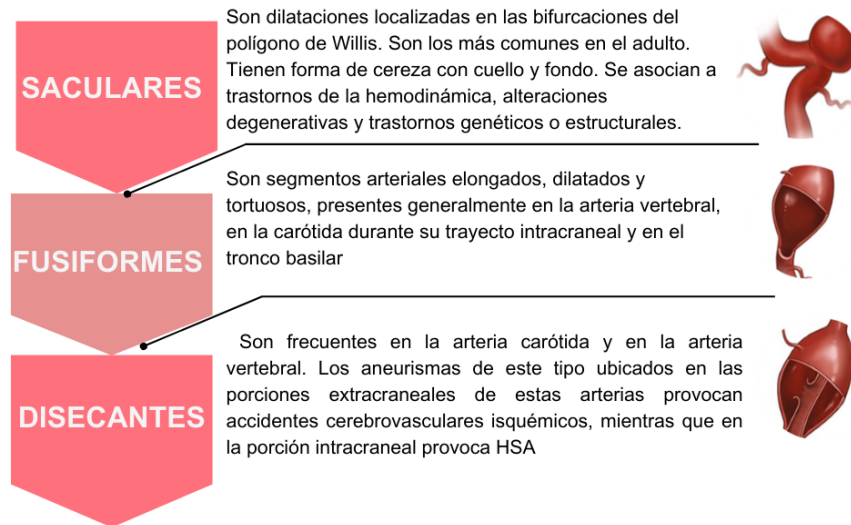 SACULARES
Son dilataciones localizadas en las bifurcaciones del
polígono de Willis. Son los más comunes en el adulto.
Tienen forma de cereza con cuello y fondo. Se asocian a
trastornos de la hemodinámica, alteraciones
degenerativas y trastornos genéticos o estructurales.
FUSIFORMES
Son segmentos arteriales elongados, dilatados y
tortuosos, presentes generalmente en la arteria vertebral,
en la carótida durante su trayecto intracraneal y en el
tronco basilar
DISECANTES
Son frecuentes en la arteria carótida y en la arteria
vertebral. Los aneurismas de este tipo ubicados en las
porciones extracraneales de estas arterias provocan
accidentes cerebrovasculares isquémicos, mientras que en
la porción intracraneal provoca HSA